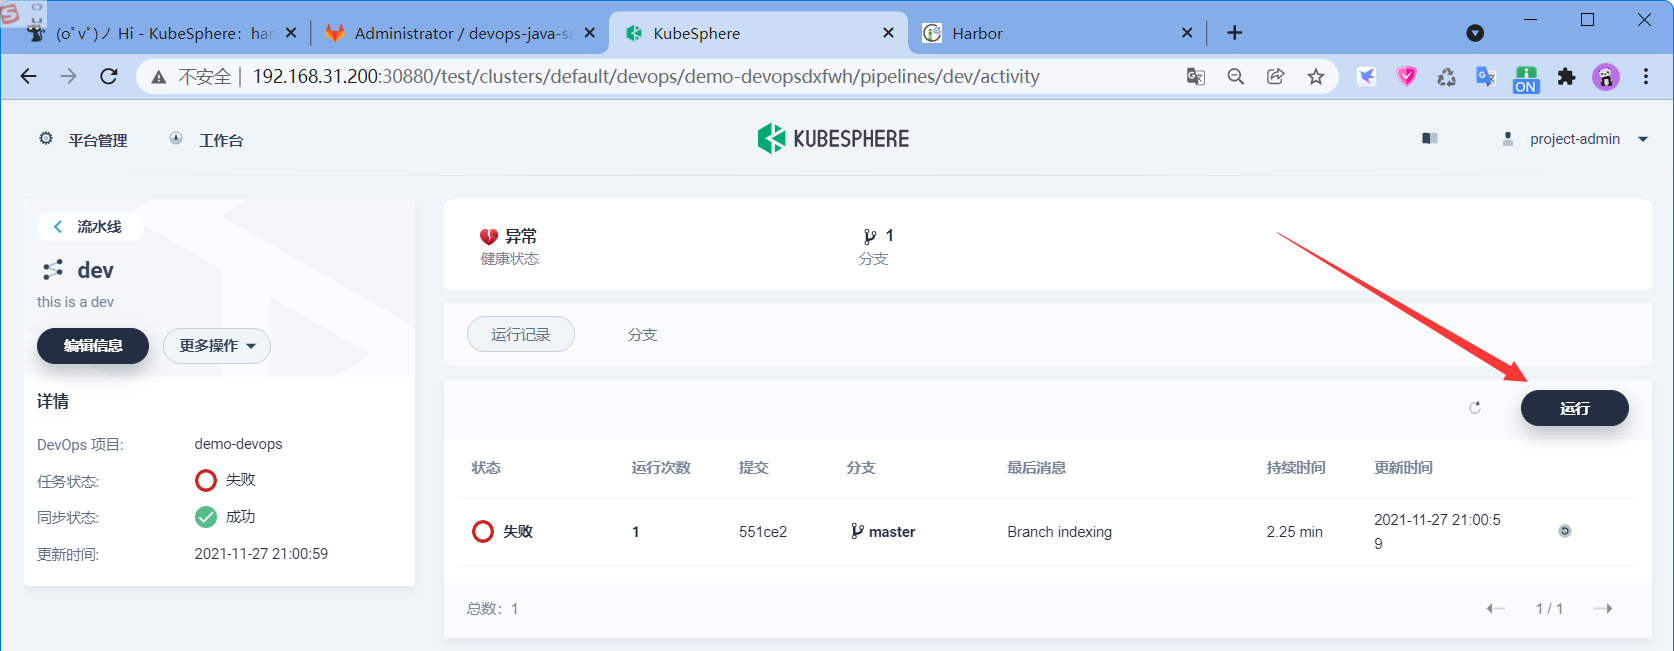 (oﾟvﾟ)ノ Hi - KubeSphere：har
Administrator / devops-java-sa
KubeSphere
Harbor
不安全 | 192.168.31.200:30880/test/clusters/default/devops/demo-devopsdxfwh/pipelines/dev/activity
ON
平台管理
工作台
KUBESPHERE
project-admin
流水线
dev
this is a dev
编辑信息
更多操作
详情
DevOps 项目:
demo-devops
任务状态:
失败
同步状态:
成功
更新时间:
2021-11-27 21:00:59
异常
健康状态
1
分支
运行记录
分支
运行
状态 运行次数 提交 分支 最后消息 持续时间 更新时间
失败 1 551ce2 master Branch indexing 2.25 min 2021-11-27 21:00:5
9
总数：1
1 / 1